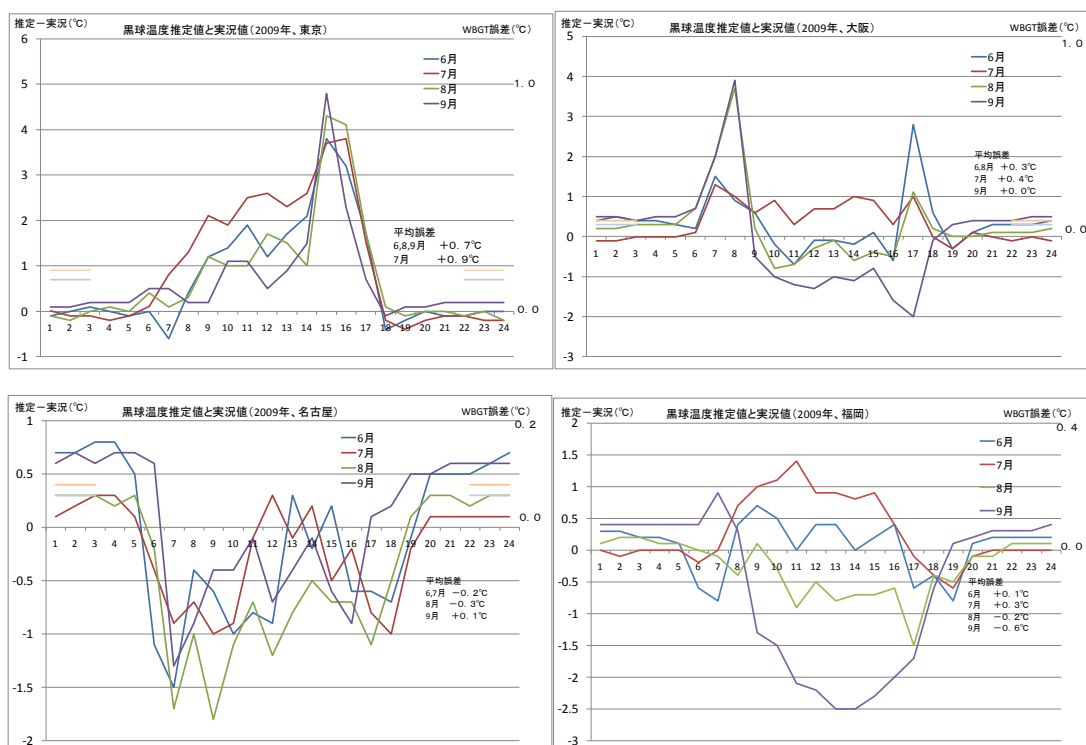 推定－実況(℃)
黒球温度推定値と実況値(2009年、東京)
WBGT誤差(℃)
6
5
4
3
2
1
0
-1
1.0
0.0
6月
7月
8月
9月
平均誤差
6,8,9月 +0.7℃
7月 +0.9℃
1 2 3 4 5 6 7 8 9 10 11 12 13 14 15 16 17 18 19 20 21 22 23 24
推定－実況(℃)
黒球温度推定値と実況値(2009年、大阪)
WBGT誤差(℃)
5
4
3
2
1
0
-1
-2
-3
1.0
0.0
6月
7月
8月
9月
平均誤差
6,8月 +0.3℃
7月 +0.4℃
9月 +0.0℃
1 2 3 4 5 6 7 8 9 10 11 12 13 14 15 16 17 18 19 20 21 22 23 24
推定－実況(℃)
黒球温度推定値と実況値(2009年、名古屋)
WBGT誤差(℃)
1
0.5
0
-0.5
-1
-1.5
-2
0.2
0.0
6月
7月
8月
9月
1 2 3 4 5 6 7 8 9 10 11 12 13 14 15 16 17 18 19 20 21 22 23 24
平均誤差
6,7月 －0.2℃
8月 －0.3℃
9月 +0.1℃
推定－実況(℃)
黒球温度推定値と実況値(2009年、福岡)
WBGT誤差(℃)
2
1.5
1
0.5
0
-0.5
-1
-1.5
-2
-2.5
-3
0.4
0.0
6月
7月
8月
9月
1 2 3 4 5 6 7 8 9 10 11 12 13 14 15 16 17 18 19 20 21 22 23 24
平均誤差
6月 +0.1℃
7月 +0.3℃
8月 －0.2℃
9月 －0.6℃